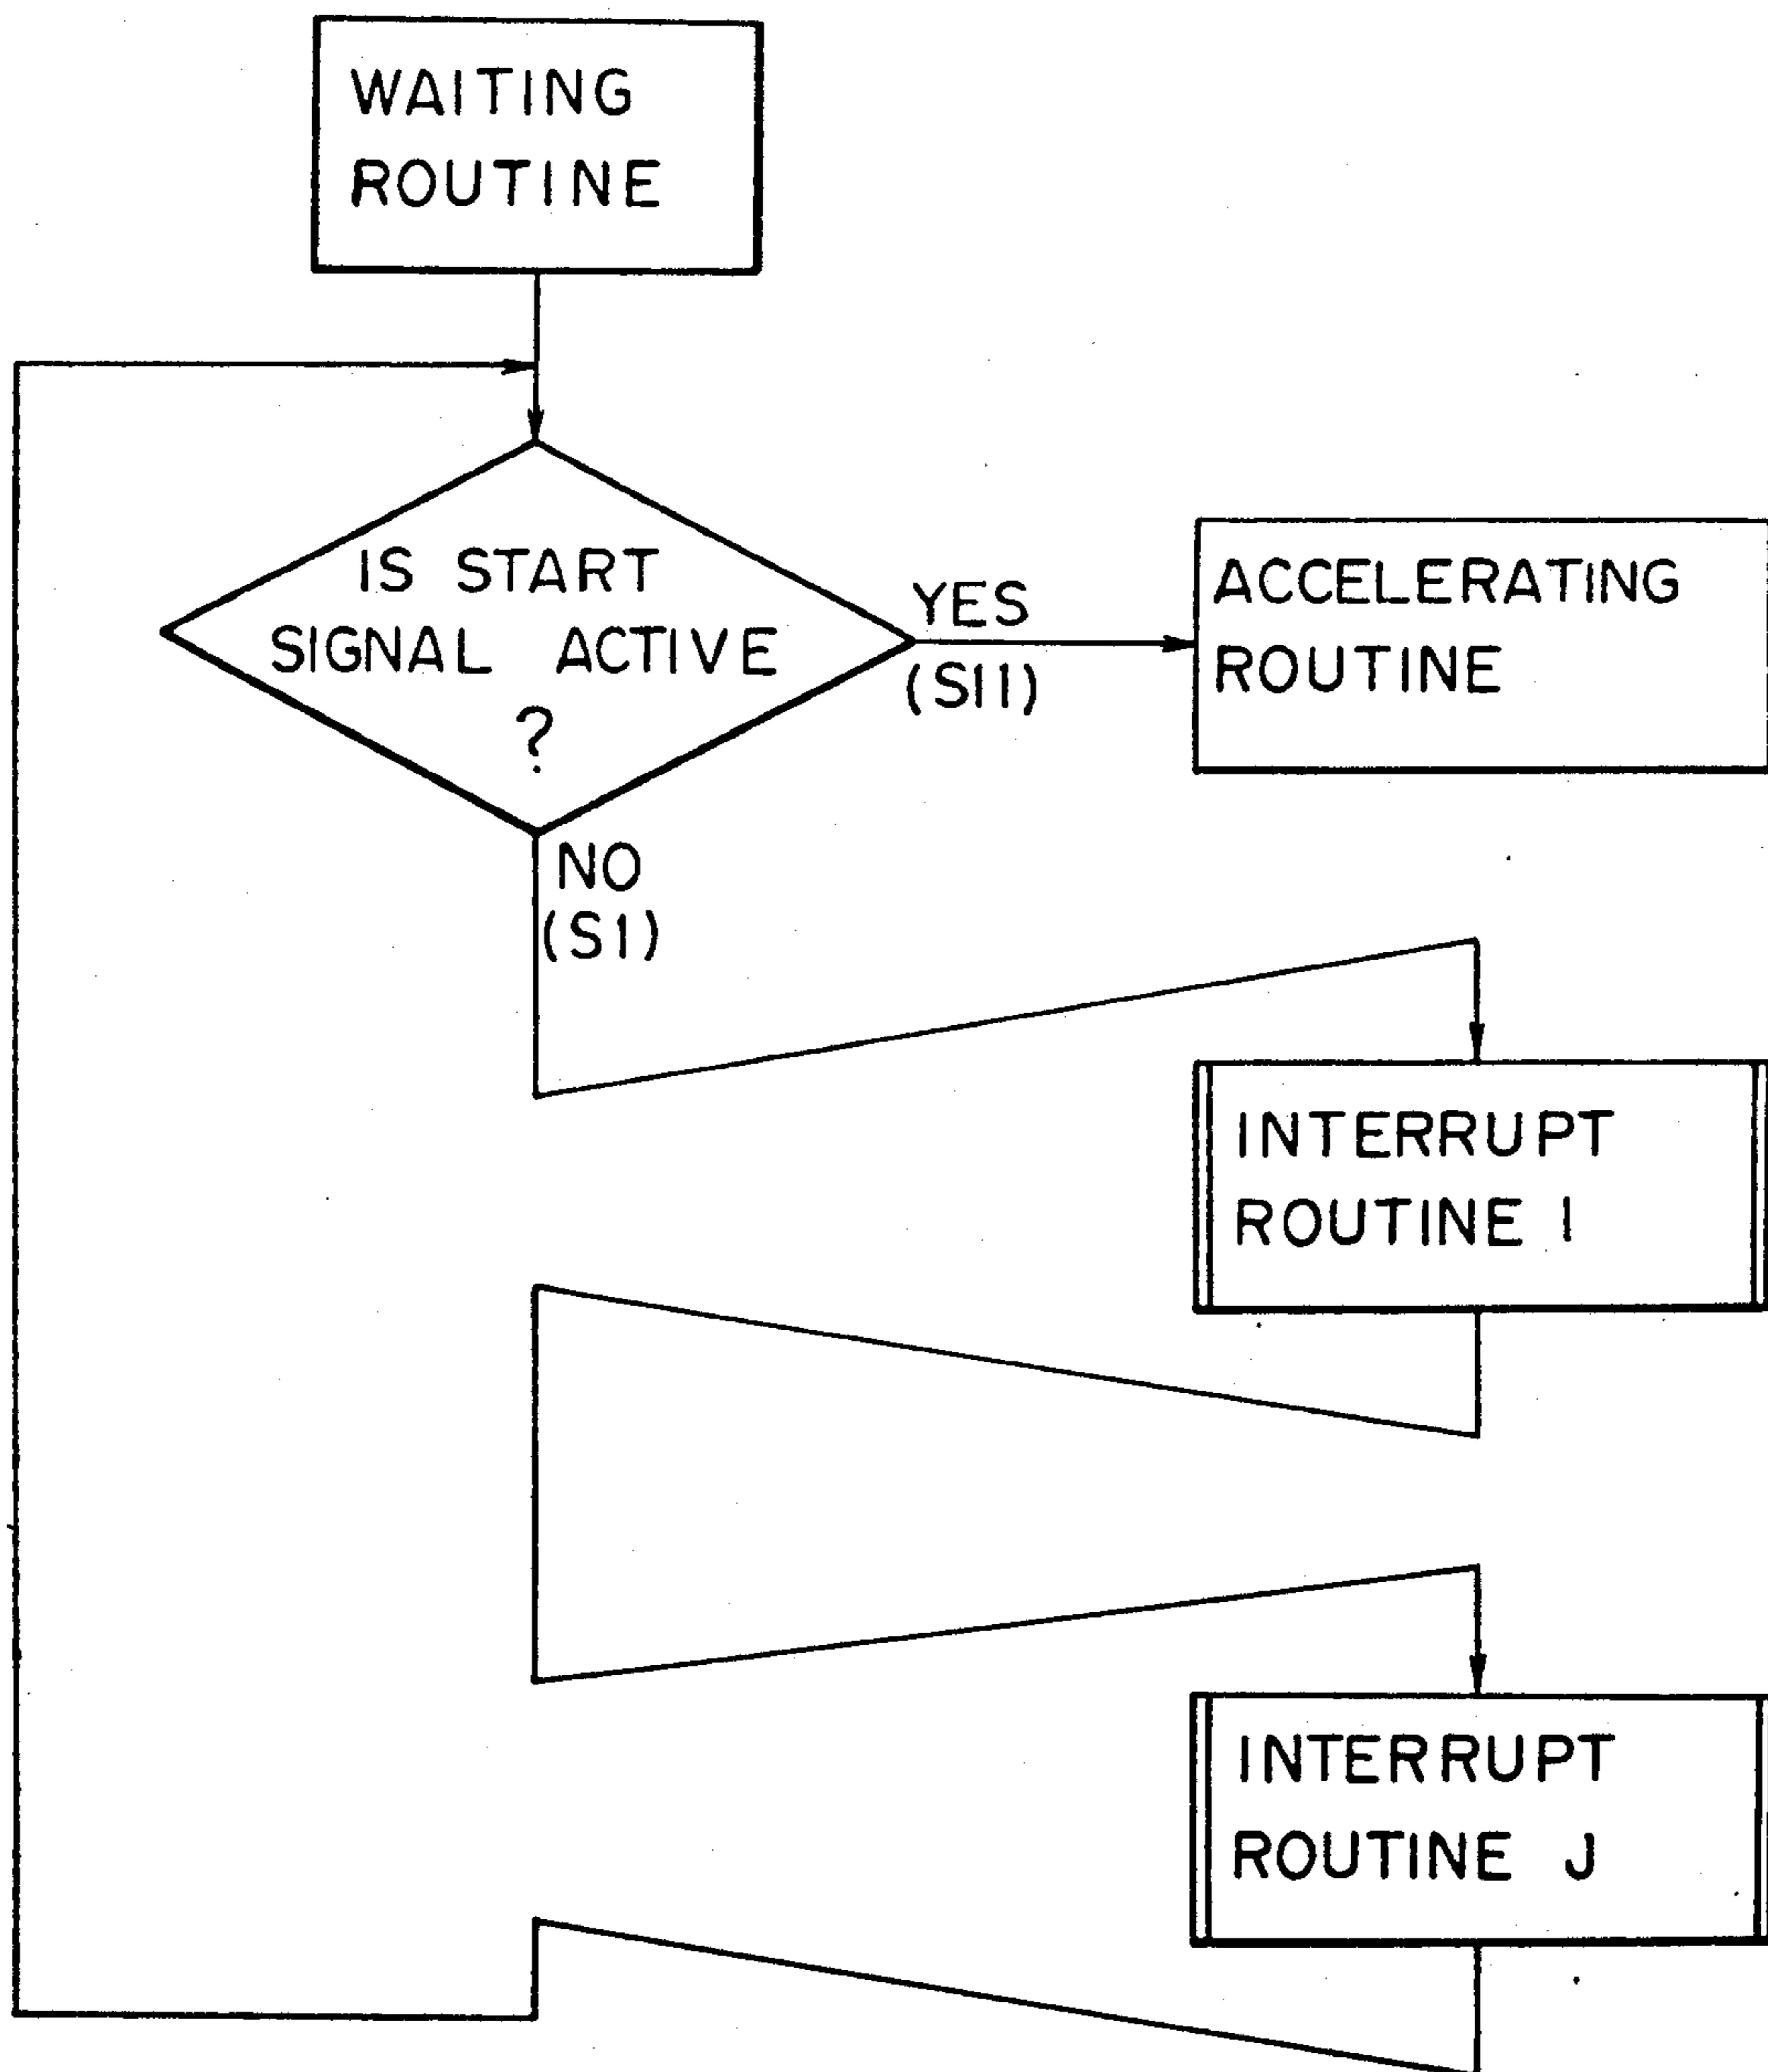 WAITING
ROUTINE
IS START
SIGNAL ACTIVE
?
YES
(S11)
ACCELERATING
ROUTINE
NO
(S1)
INTERRUPT
ROUTINE I
INTERRUPT
ROUTINE J